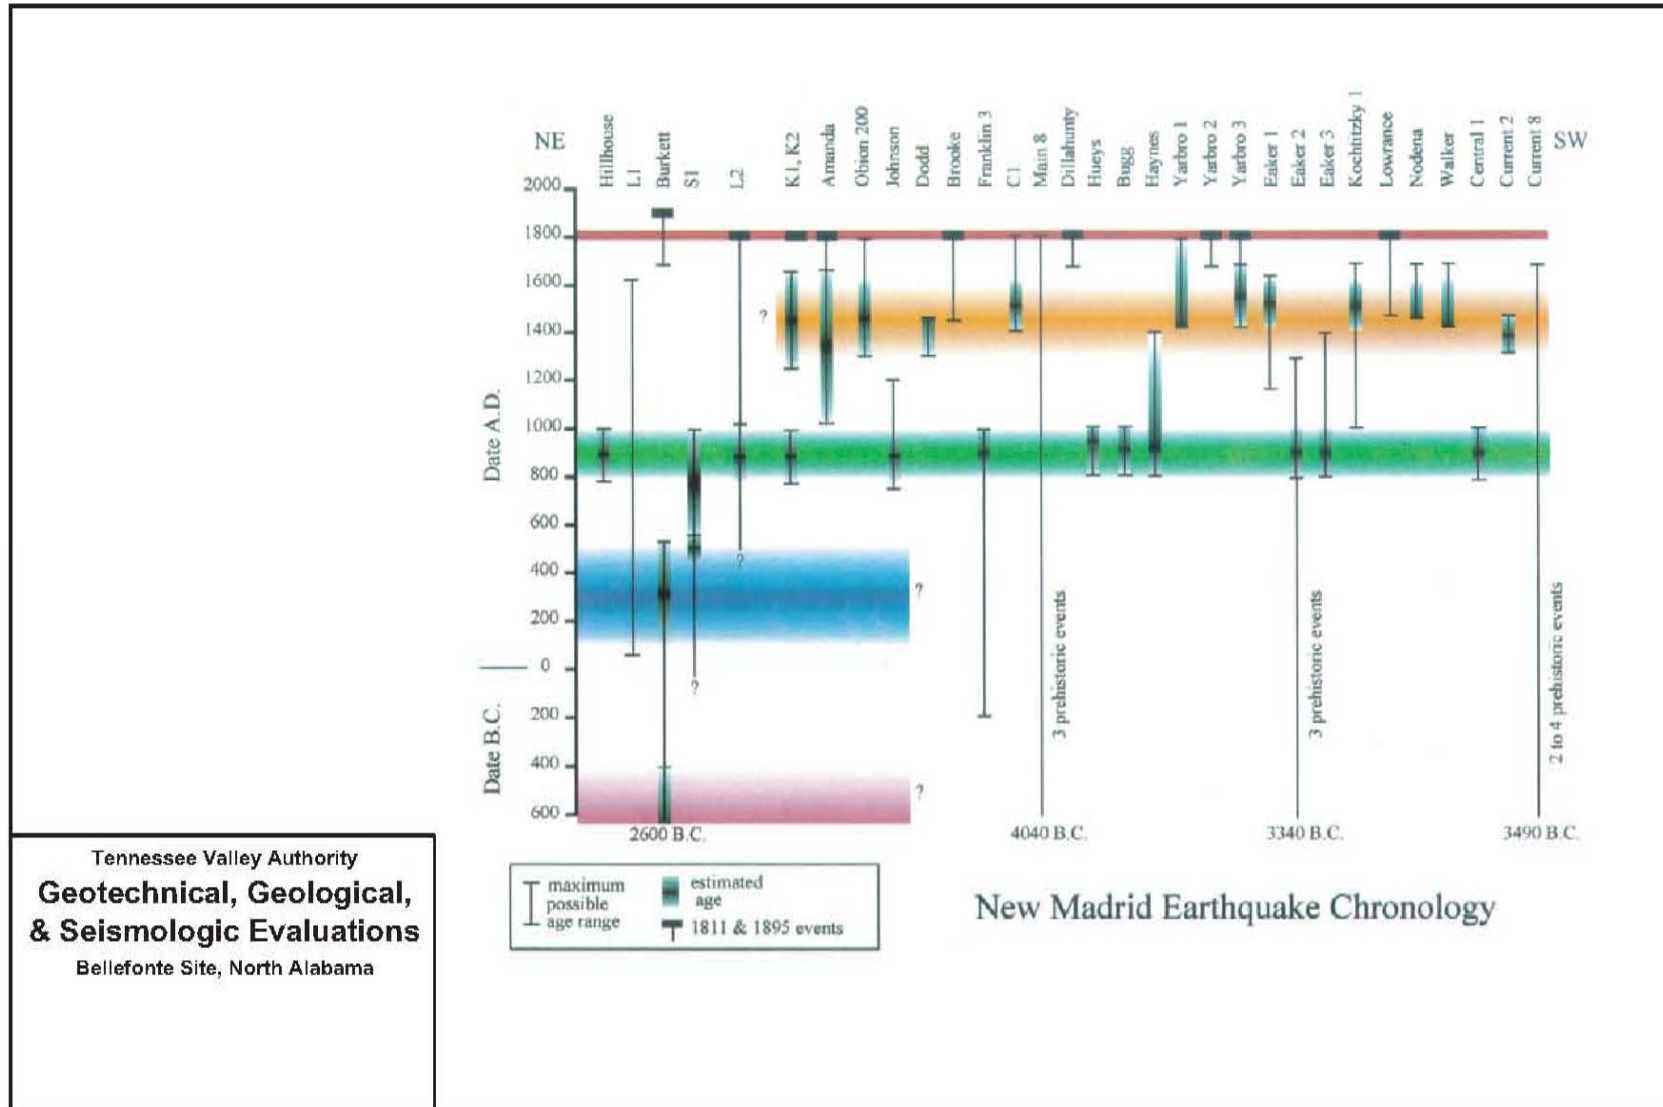 NE
Hillhouse
L1
Burkett
S1
L2
K1, K2
Amanda
Obion 200
Johnson
Dodd
Brooke
Franklin 3
C1
Main 8
Dillahunty
Hueys
Bugg
Haynes
Yarbro 1
Yarbro 2
Yarbro 3
Eaker 1
Eaker 2
Eaker 3
Kochtitzky 1
Lowrance
Nodena
Walker
Central 1
Current 2
Current 8
SW
2000
1800
1600
1400
1200
1000
800
600
400
200
0
200
400
600
Date A.D.
Date B.C.
?
?
?
?
?
3 prehistoric events
3 prehistoric events
2 to 4 prehistoric events
2600 B.C.
4040 B.C.
3340 B.C.
3490 B.C.
maximum
possible
age range
estimated
age
1811 & 1895 events
New Madrid Earthquake Chronology
Tennessee Valley Authority
Geotechnical, Geological,
& Seismologic Evaluations
Bellefonte Site, North Alabama